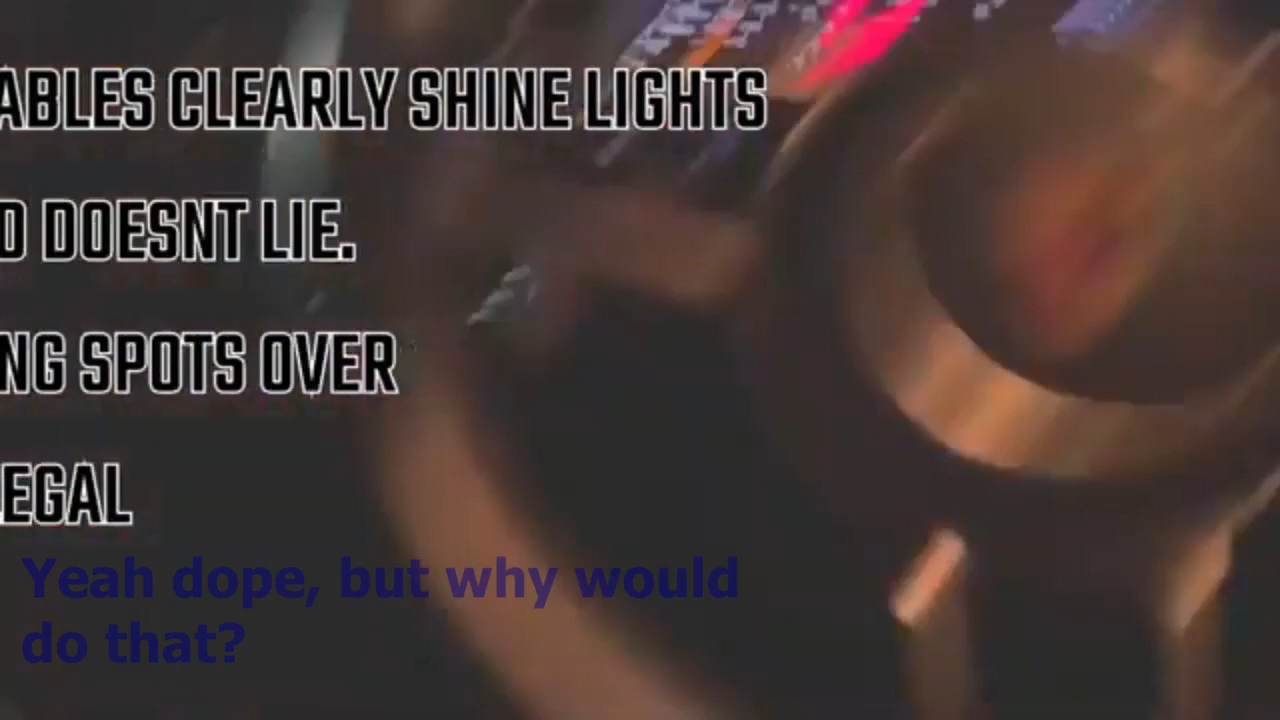 ABLES CLEARLY SHINE LIGHTS
D DOESNT LIE.
NG SPOTS OVER
EGAL
Yeah dope, but why would
do that?